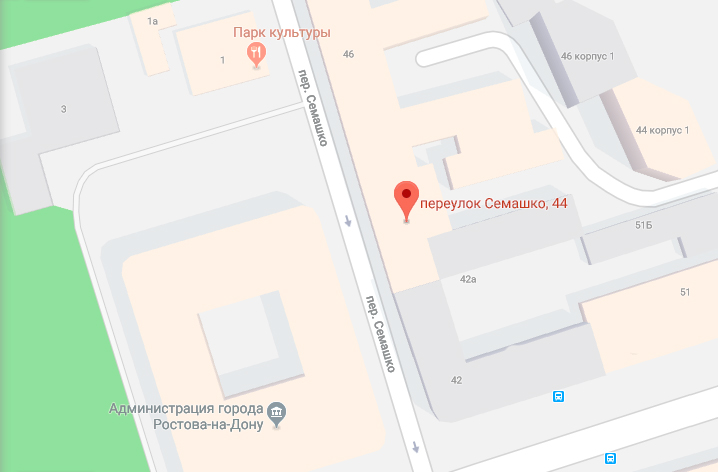 1а
Парк культуры
1
46
46 корпус 1
3
пер. Семашко
44 корпус 1
переулок Семашко, 44
51Б
42а
51
пер. Семашко
42
Администрация города
Ростова-на-Дону